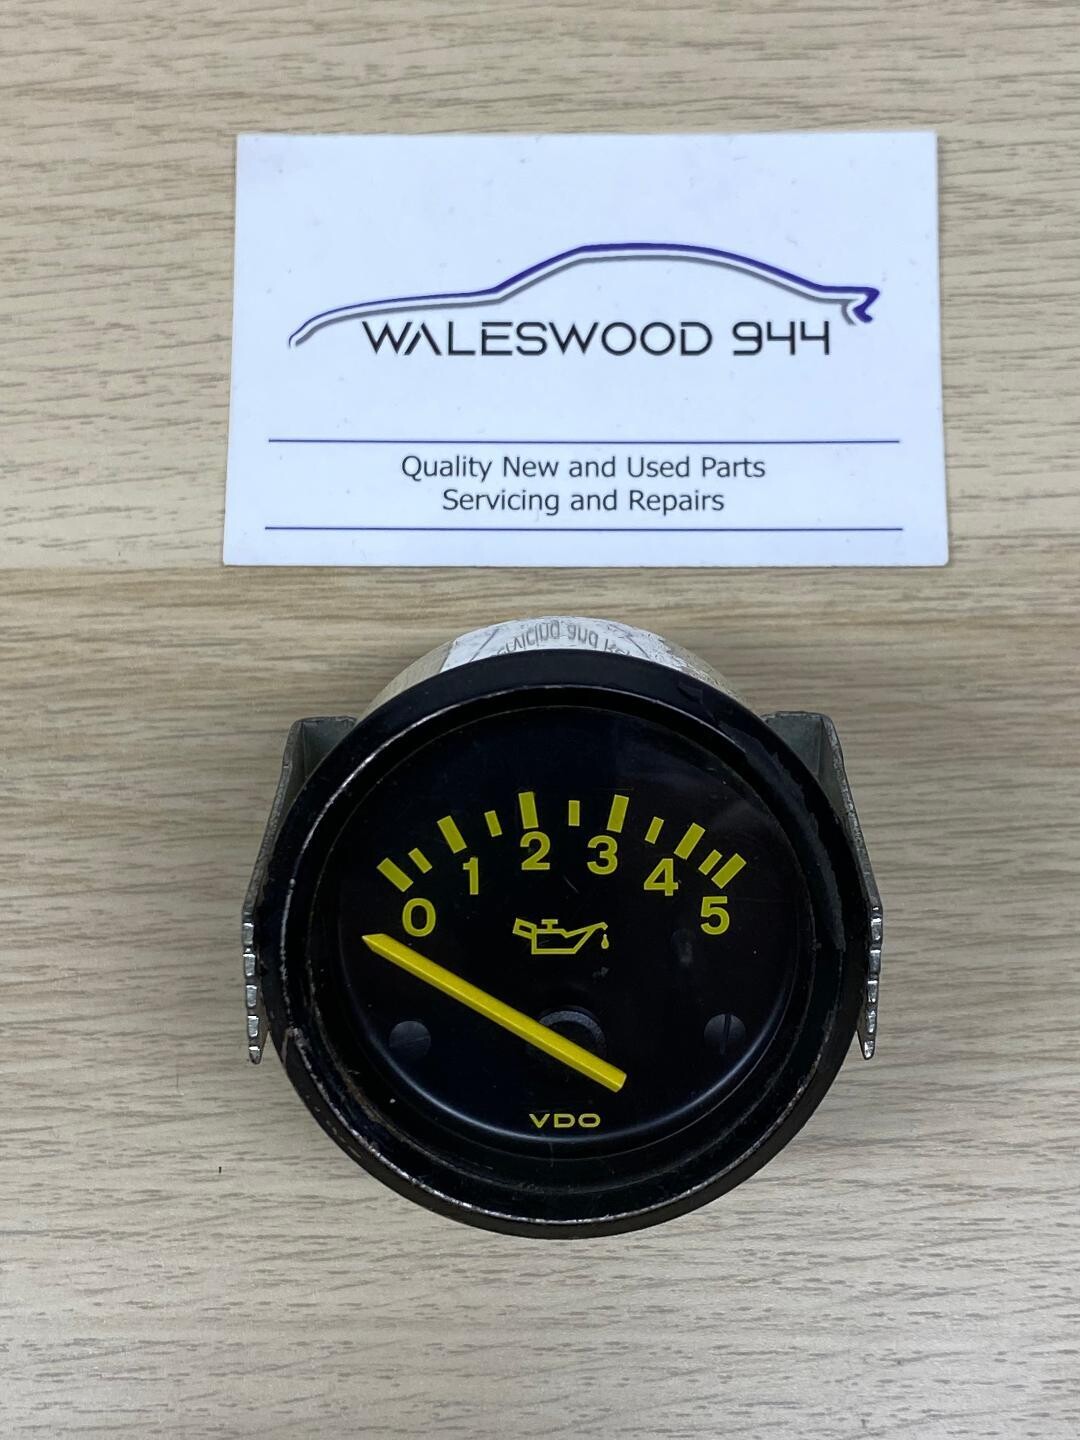 WALESWOOD 944
Quality New and Used Parts
Servicing and Repairs
0 1 2 3 4 5
VDO